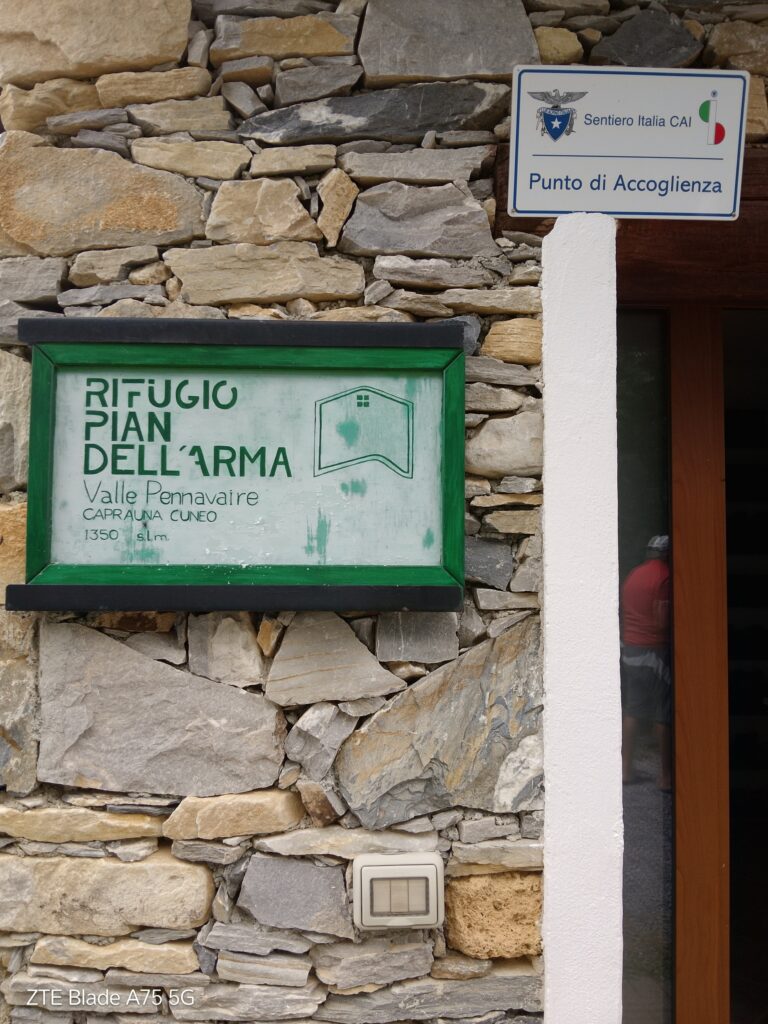 Sentiero Italia CAI
Punto di Accoglienza
RIFUGIO
PIAN
DELL'ARMA
Valle Pennavaire
CAPRAUNA CUNEO
1350 s.l.m.
ZTE Blade A75 5G